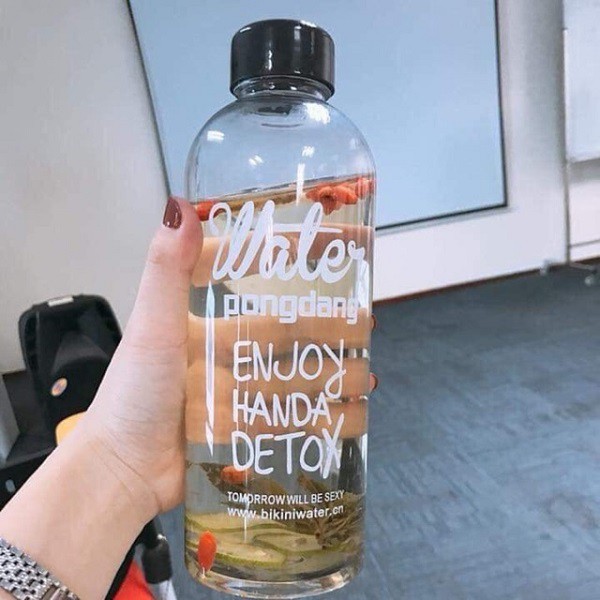 Water
pongdang
ENJOY
HANDA
DETOX
TOMORROW WILL BE SEXY
www.bikiniwater.cn